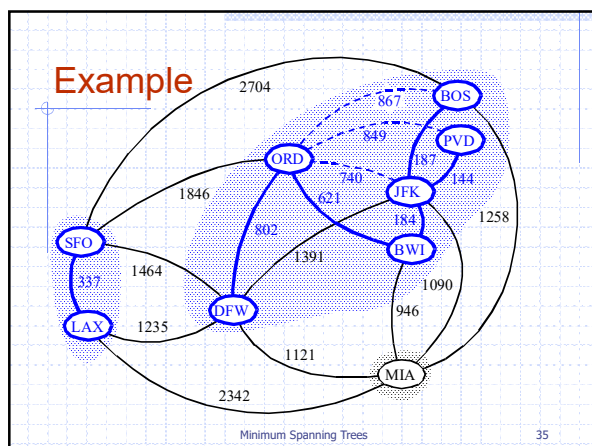 Example
2704
867
BOS
849
PVD
ORD
740
187
144
JFK
1846
621
184
1258
SFO
802
1391
BWI
1464
337
1090
946
DFW
LAX
1235
1121
MIA
2342
Minimum Spanning Trees
35